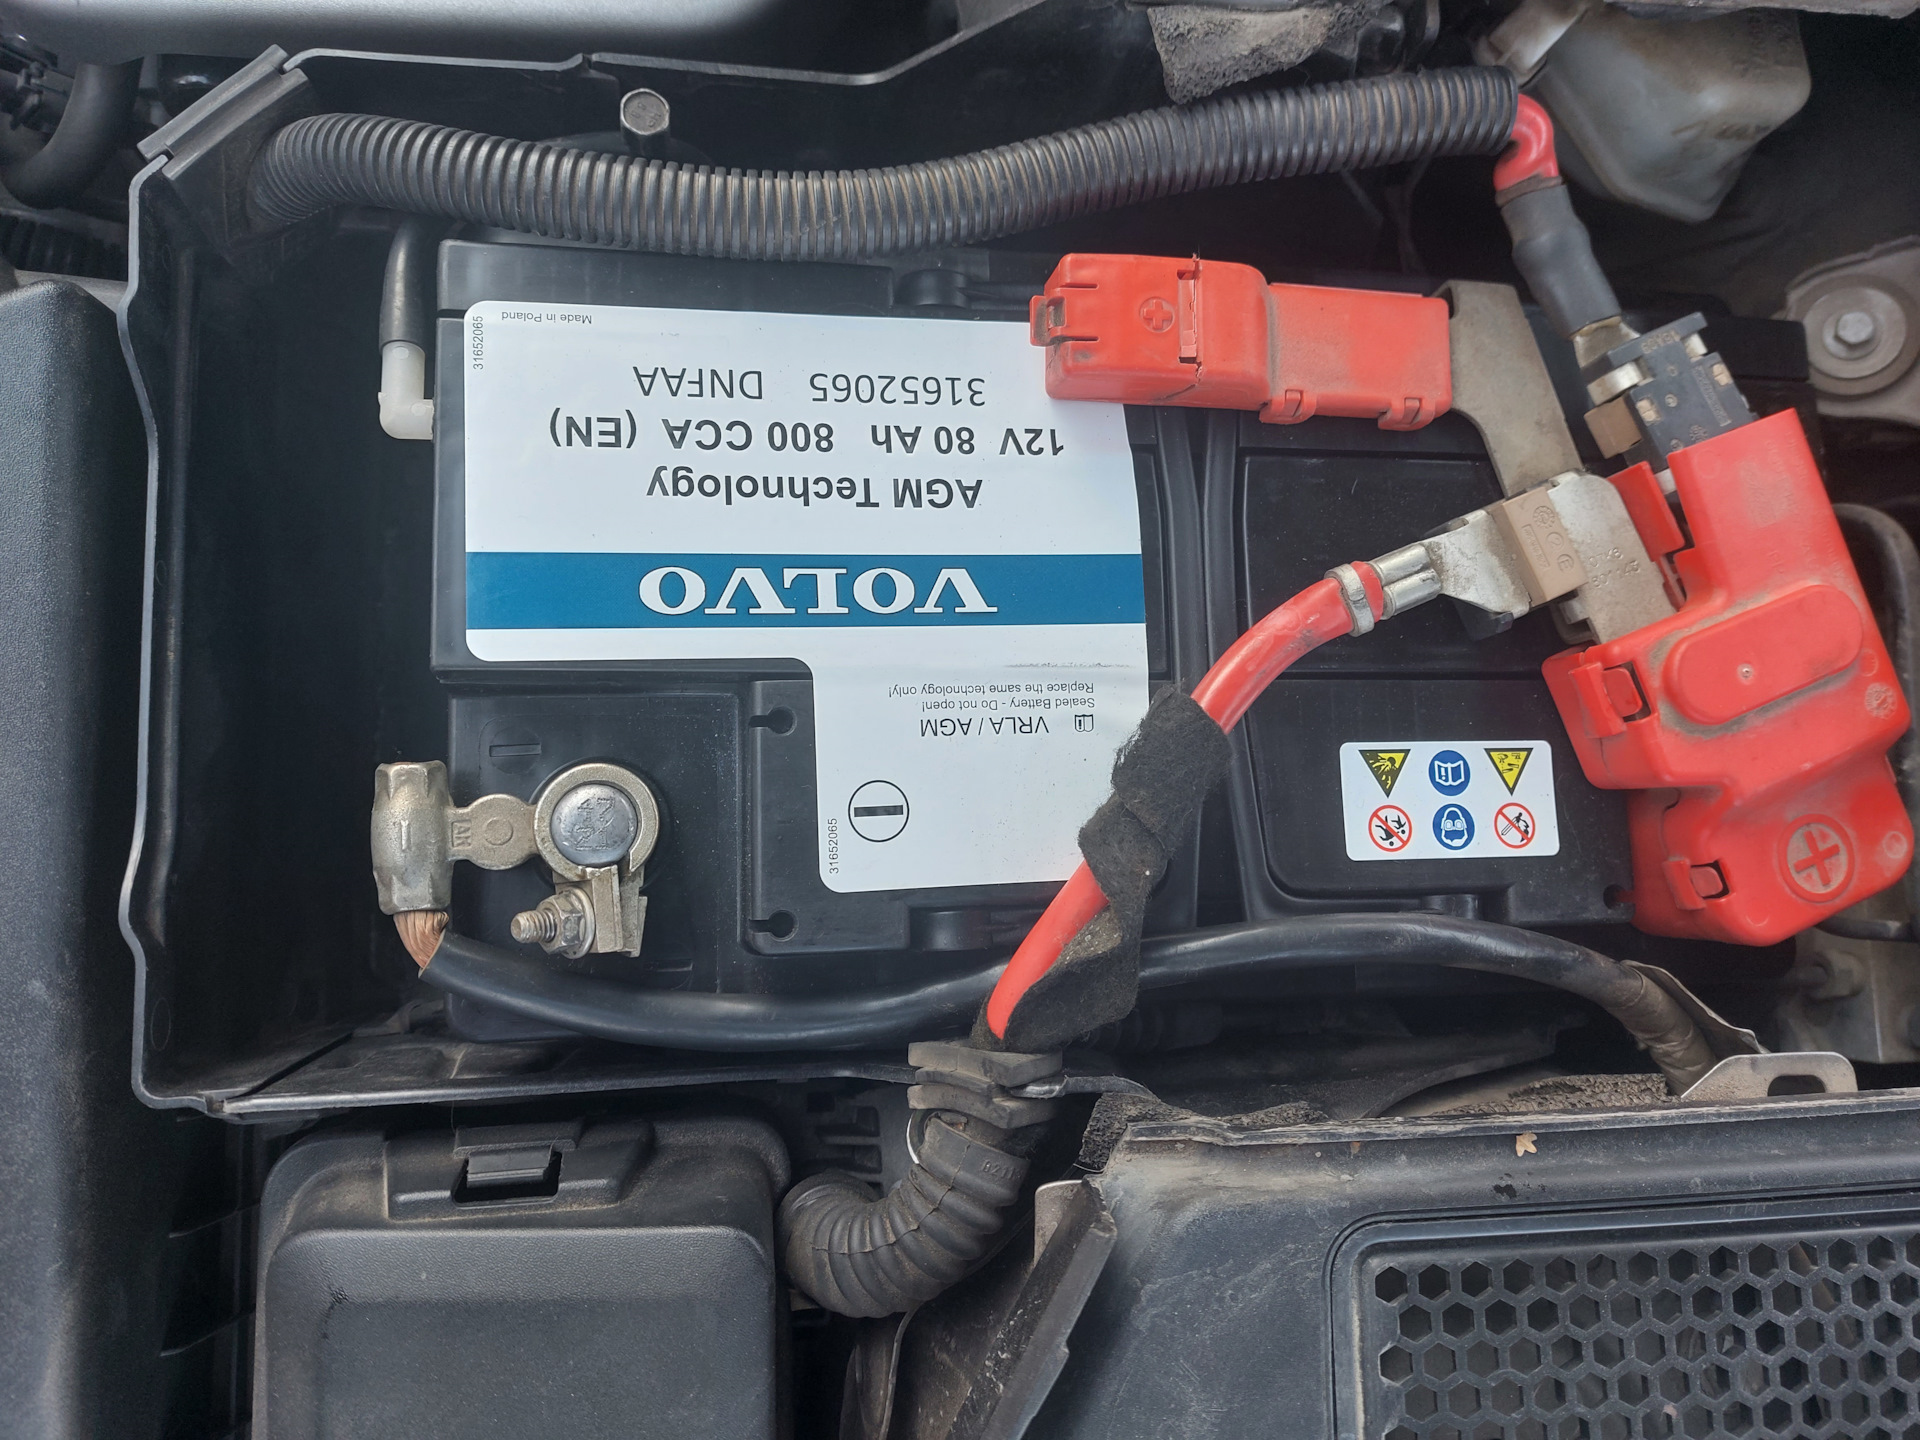 VOLVO
AGM Technology
12V 80 Ah 800 CCA (EN)
31652065 DNFAA
Made in Poland
31652065
VRLA / AGM
Sealed Battery - Do not open!
Replace the same technology only!
31652065